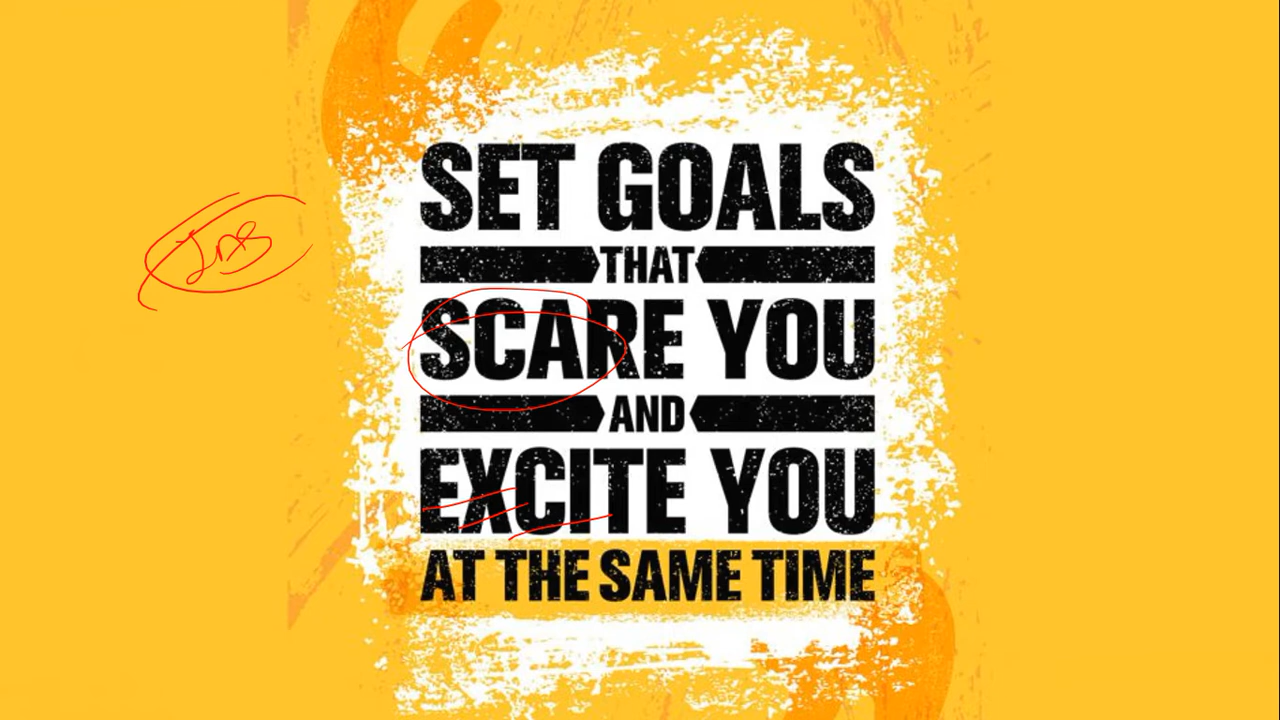 SET GOALS
THAT
SCARE YOU
AND
EXCITE YOU
AT THE SAME TIME